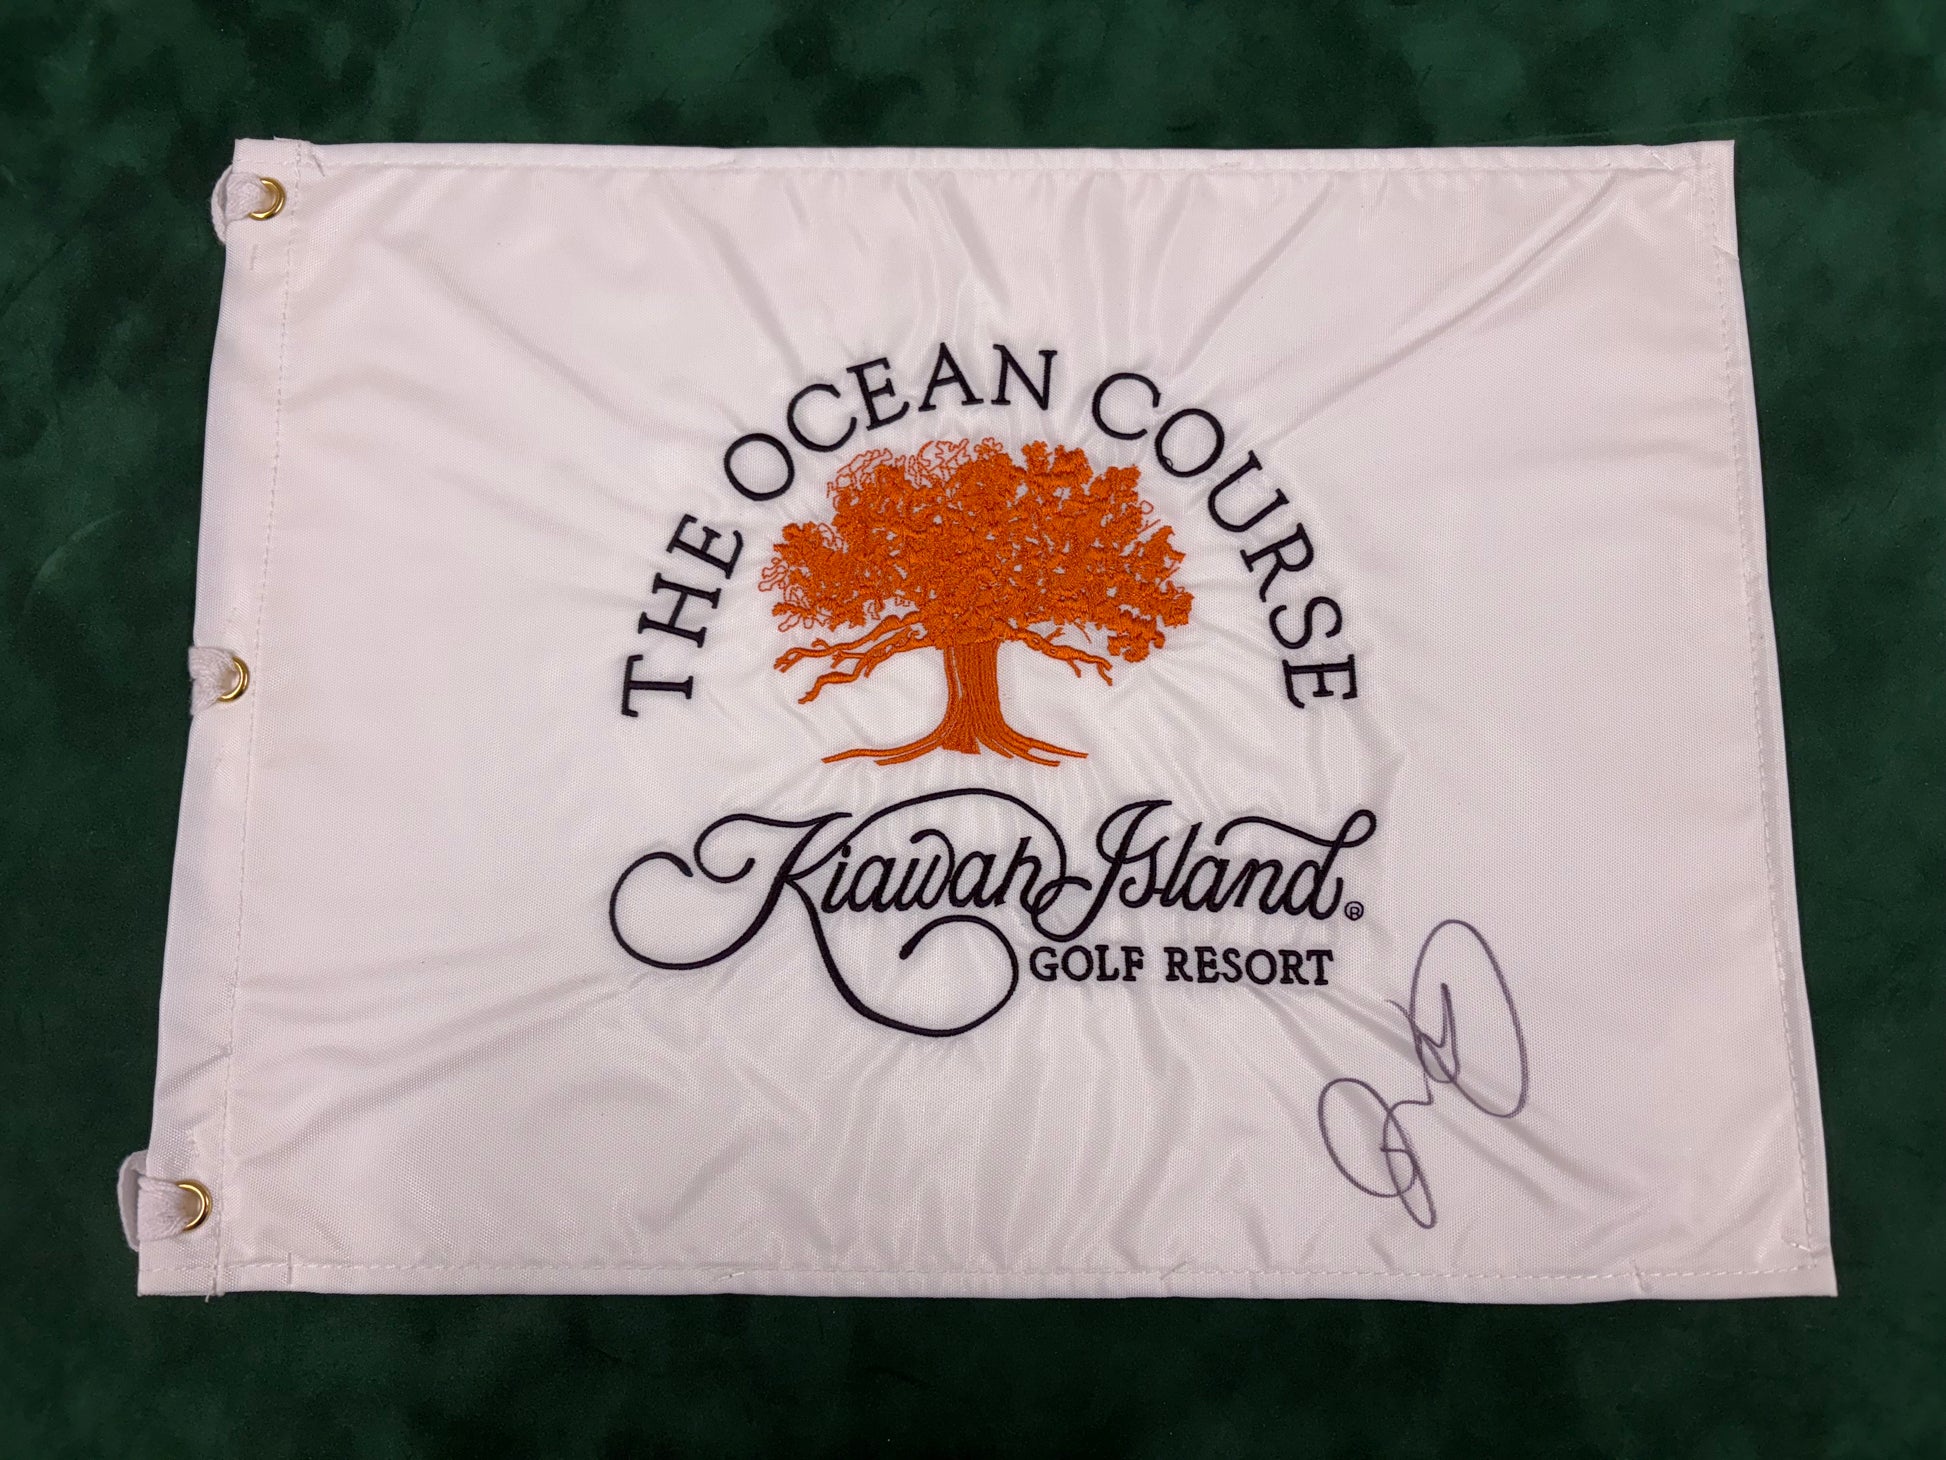 THE OCEAN COURSE
Kiawah Island®
GOLF RESORT